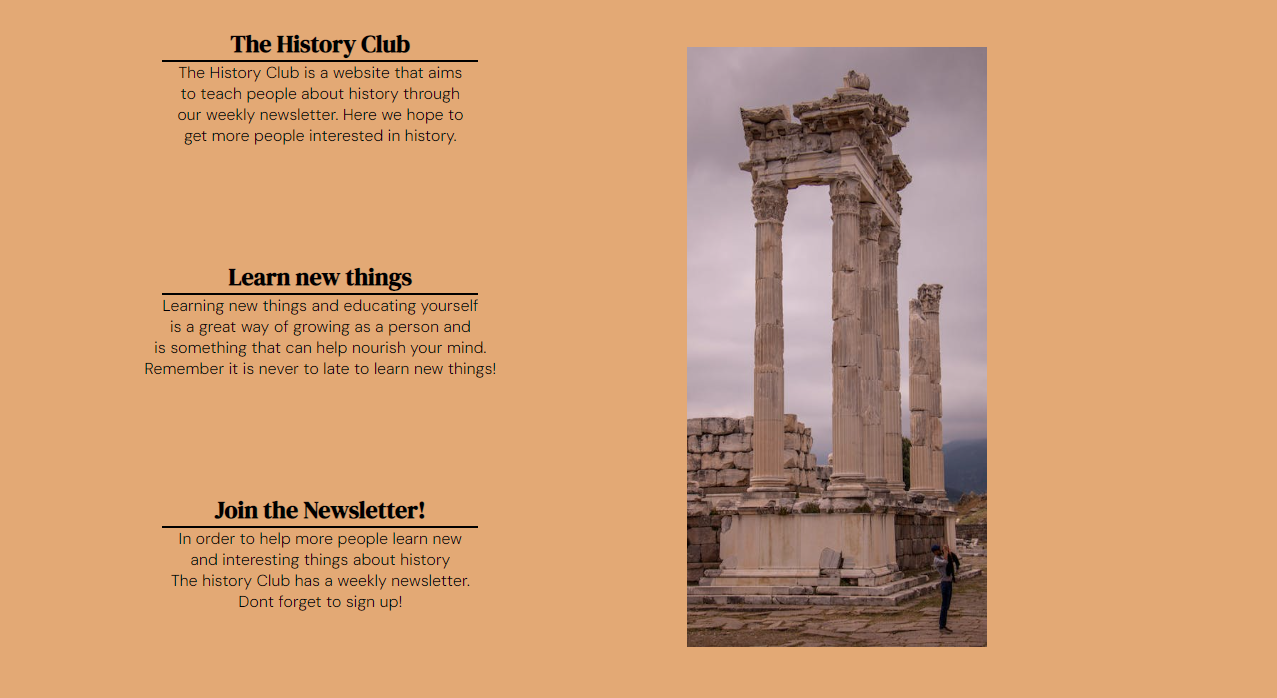 The History Club
The History Club is a website that aims
to teach people about history through
our weekly newsletter. Here we hope to
get more people interested in history.
Learn new things
Learning new things and educating yourself
is a great way of growing as a person and
is something that can help nourish your mind.
Remember it is never to late to learn new things!
Join the Newsletter!
In order to help more people learn new
and interesting things about history
The history Club has a weekly newsletter.
Dont forget to sign up!